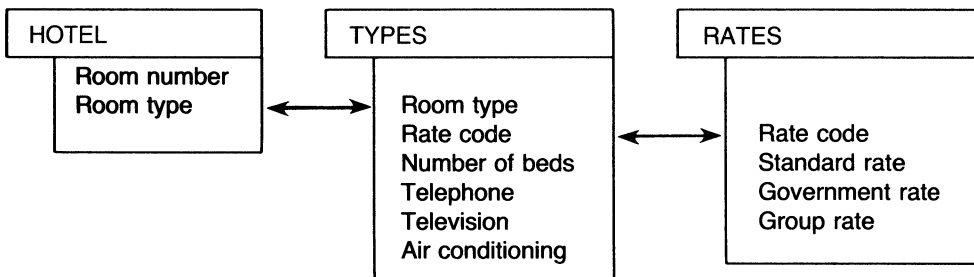 HOTEL
Room number
Room type
TYPES
Room type
Rate code
Number of beds
Telephone
Television
Air conditioning
RATES
Rate code
Standard rate
Government rate
Group rate